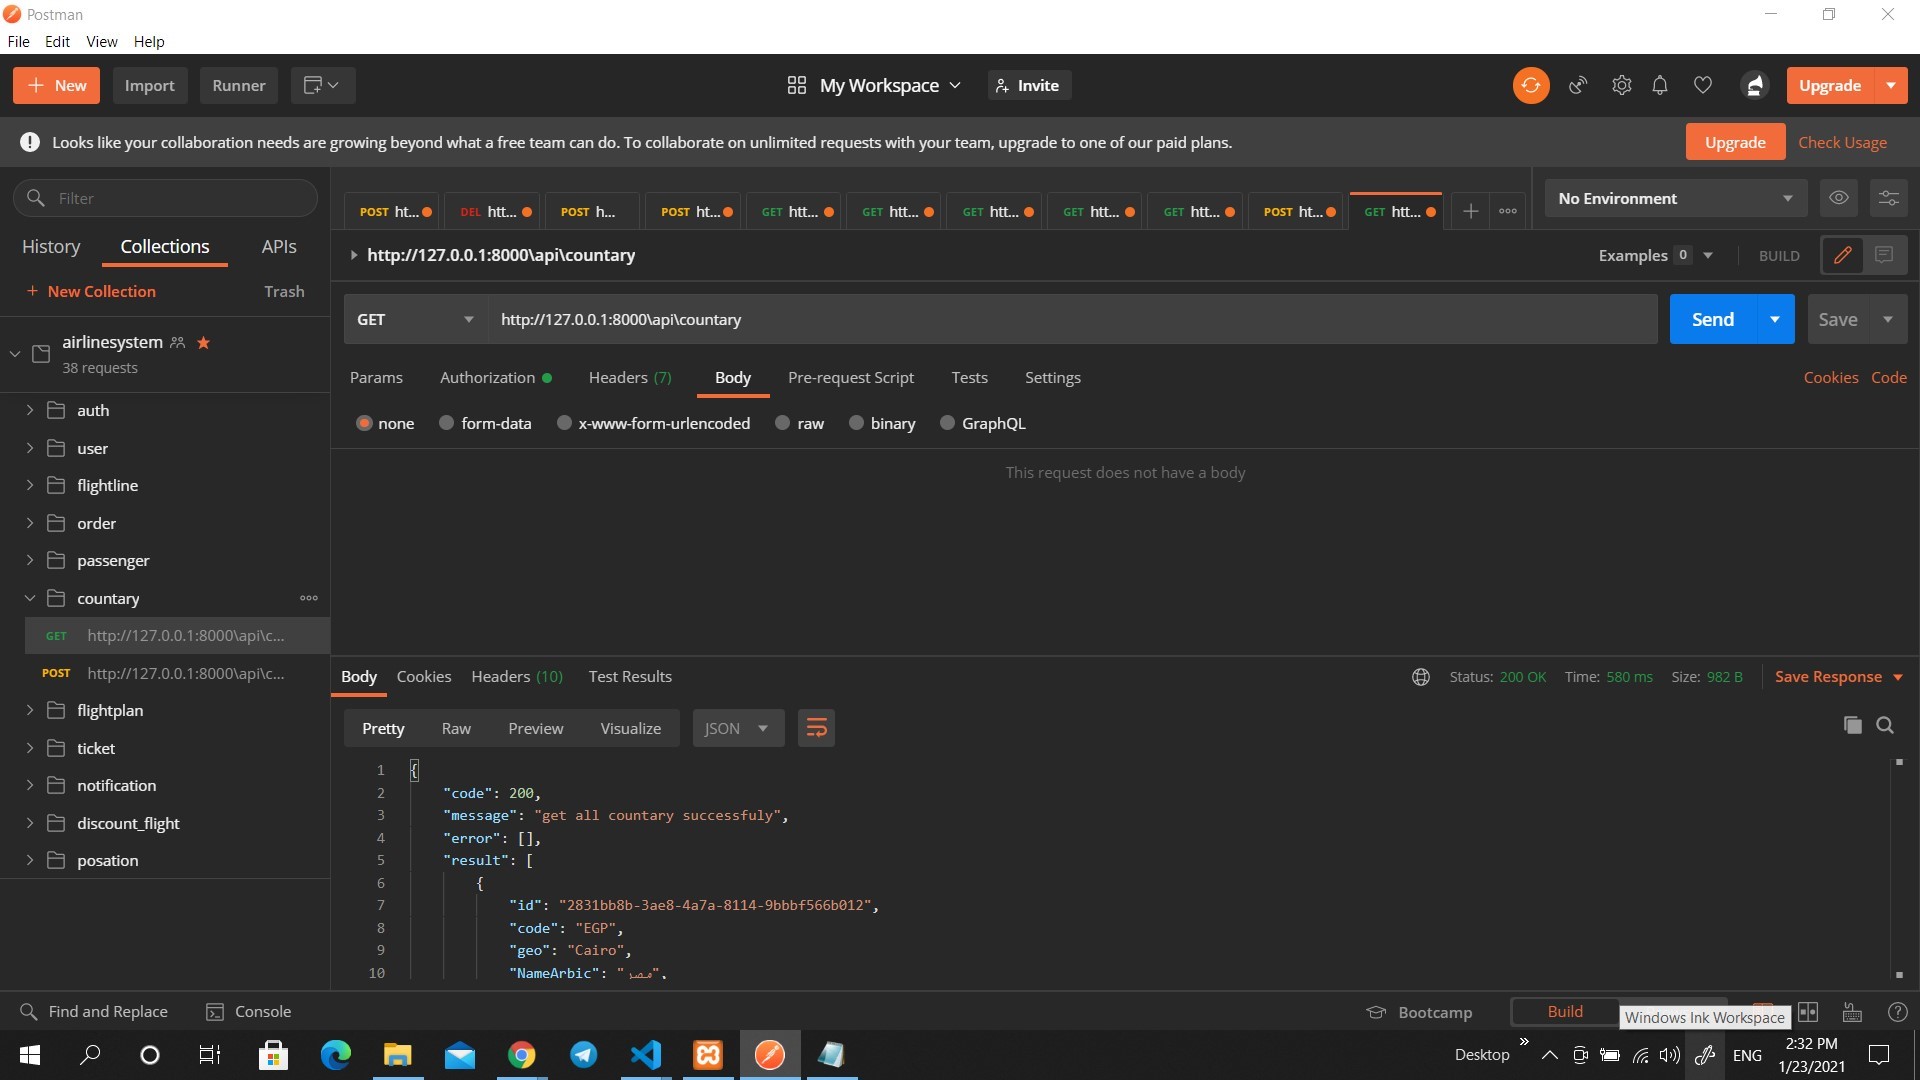 Postman
File Edit View Help
New Import Runner My Workspace Invite Upgrade
Looks like your collaboration needs are growing beyond what a free team can do. To collaborate on unlimited requests with your team, upgrade to one of our paid plans. Upgrade Check Usage
Filter
POST ht... DEL htt... POST h... POST ht... GET htt... GET htt... GET htt... GET htt... GET htt... POST ht... GET htt... No Environment
History Collections APIs
http://127.0.0.1:8000\api\countary Examples 0 BUILD
New Collection Trash
GET http://127.0.0.1:8000\api\countary Send Save
airlinesystem
38 requests
Params Authorization Headers (7) Body Pre-request Script Tests Settings Cookies Code
none form-data x-www-form-urlencoded raw binary GraphQL
This request does not have a body
auth
user
flightline
order
passenger
countary
GET http://127.0.0.1:8000\api\c...
POST http://127.0.0.1:8000\api\c...
flightplan
ticket
notification
discount_flight
posation
Body Cookies Headers (10) Test Results Status: 200 OK Time: 580 ms Size: 982 B Save Response
Pretty Raw Preview Visualize JSON
1 {
2 "code": 200,
3 "message": "get all countary successfuly",
4 "error": [],
5 "result": [
6 {
7 "id": "2831bb8b-3ae8-4a7a-8114-9bbbf566b012",
8 "code": "EGP",
9 "geo": "Cairo",
10 "NameArbic": "مصر",
Find and Replace Console Bootcamp Build
Windows Ink Workspace
Desktop ENG 2:32 PM
1/23/2021